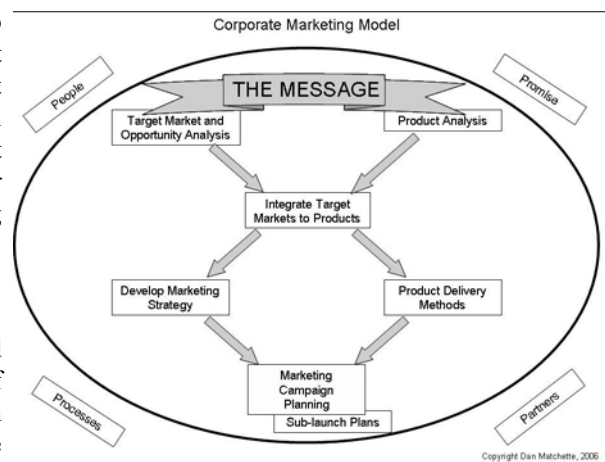 Corporate Marketing Model
People
Promise
THE MESSAGE
Target Market and
Opportunity Analysis
Product Analysis
Integrate Target
Markets to Products
Develop Marketing
Strategy
Product Delivery
Methods
Marketing
Campaign
Planning
Sub-launch Plans
Processes
Partners
Copyright Dan Matchette, 2006